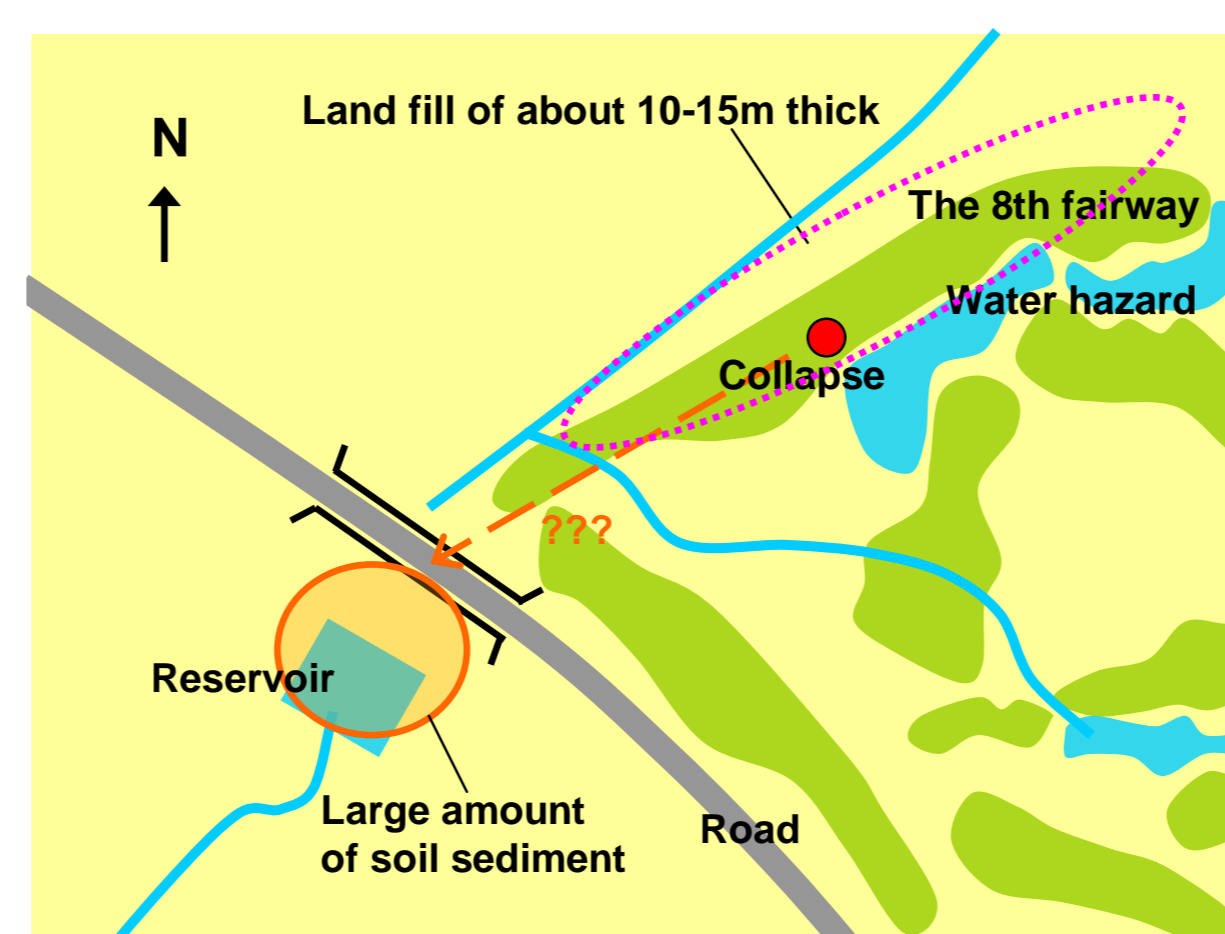 Land fill of about 10-15m thick
N
The 8th fairway
Water hazard
Collapse
???
Reservoir
Large amount
of soil sediment
Road